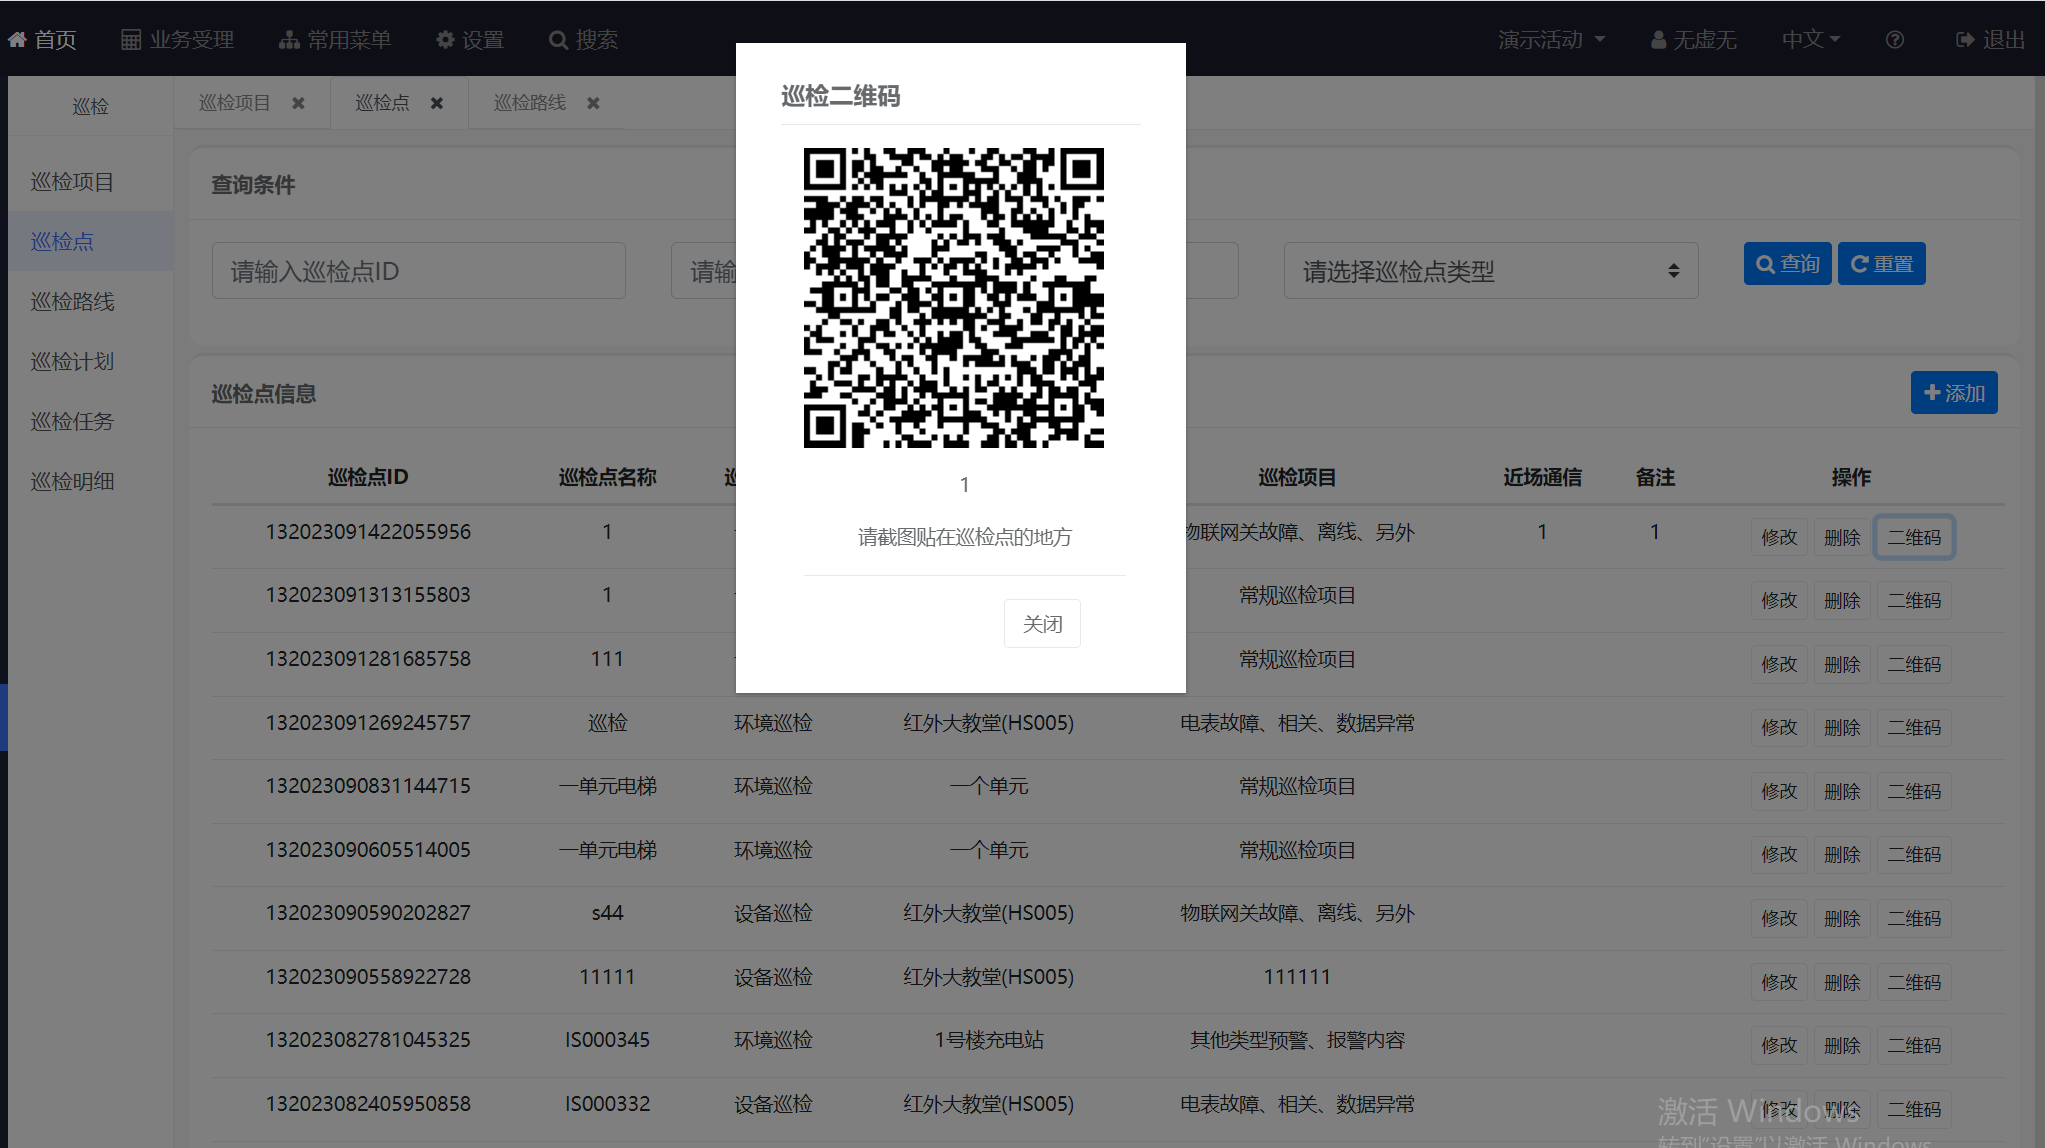 首页 业务受理 常用菜单 设置 搜索 演示活动 无虚无 中文 退出
巡检 巡检项目 巡检点 巡检路线
巡检项目
巡检点
巡检路线
巡检计划
巡检任务
巡检明细
查询条件
请输入巡检点ID 请输 请选择巡检点类型 查询 重置
巡检点信息 添加
巡检二维码
1
请截图贴在巡检点的地方
关闭
巡检点ID 巡检点名称 巡检项目 近场通信 备注 操作
132023091422055956 1 物联网关故障、离线、另外 1 1 修改 删除 二维码
132023091313155803 1 常规巡检项目 修改 删除 二维码
132023091281685758 111 常规巡检项目 修改 删除 二维码
132023091269245757 巡检 环境巡检 红外大教堂(HS005) 电表故障、相关、数据异常 修改 删除 二维码
132023090831144715 一单元电梯 环境巡检 一个单元 常规巡检项目 修改 删除 二维码
132023090605514005 一单元电梯 环境巡检 一个单元 常规巡检项目 修改 删除 二维码
132023090590202827 s44 设备巡检 红外大教堂(HS005) 物联网关故障、离线、另外 修改 删除 二维码
132023090558922728 11111 设备巡检 红外大教堂(HS005) 111111 修改 删除 二维码
132023082781045325 IS000345 环境巡检 1号楼充电站 其他类型预警、报警内容 修改 删除 二维码
132023082405950858 IS000332 设备巡检 红外大教堂(HS005) 电表故障、相关、数据异常 修改 删除 二维码
激活 Windows
转到"设置"以激活 Windows